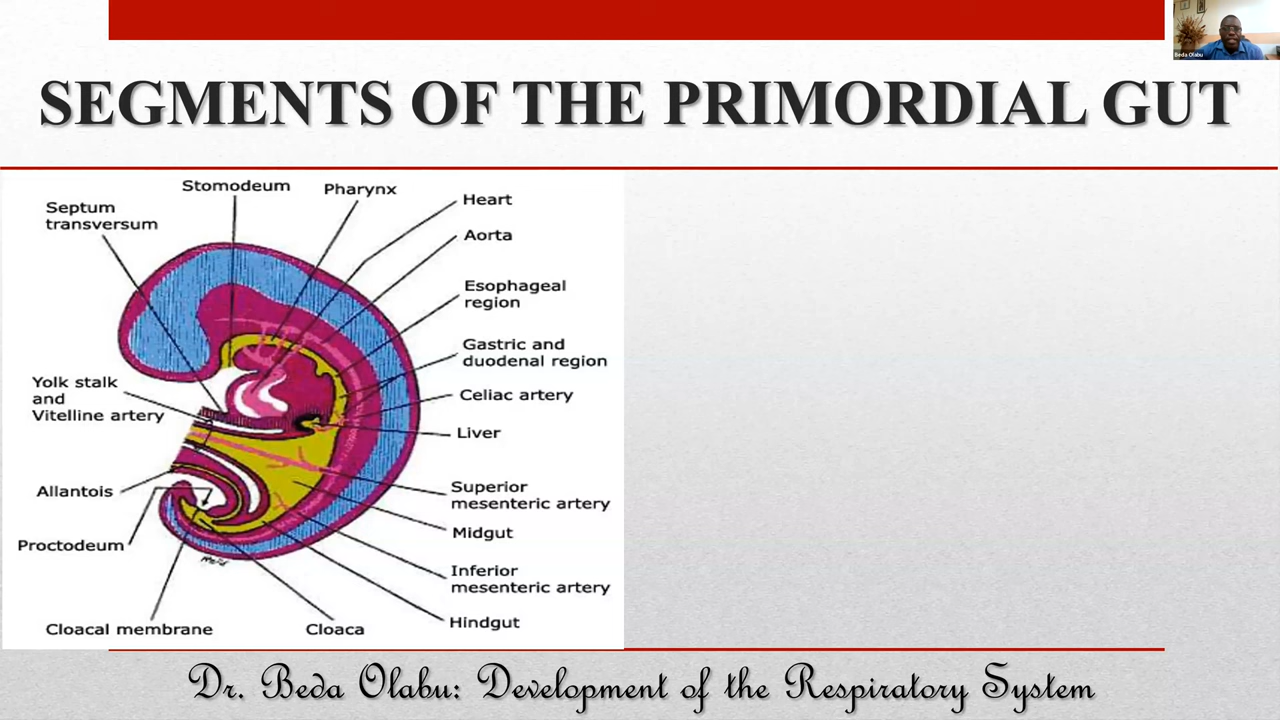 Beda Olabu
SEGMENTS OF THE PRIMORDIAL GUT
Stomodeum
Pharynx
Septum
transversum
Heart
Aorta
Esophageal
region
Gastric and
duodenal region
Yolk stalk
and
Vitelline artery
Celiac artery
Liver
Allantois
Superior
mesenteric artery
Midgut
Proctodeum
Inferior
mesenteric artery
Hindgut
Cloacal membrane
Cloaca
Dr. Beda Olabu: Development of the Respiratory System